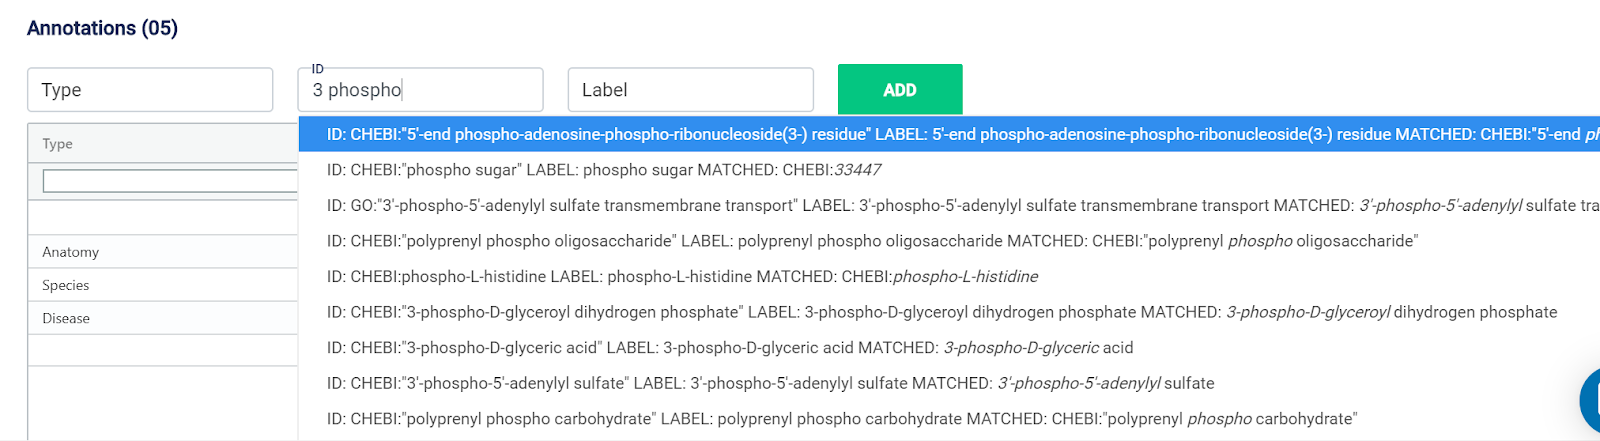 Annotations (05)
ID
Type
3 phospho
Label
ADD
Type
ID: CHEBI:"5'-end phospho-adenosine-phospho-ribonucleoside(3-) residue" LABEL: 5'-end phospho-adenosine-phospho-ribonucleoside(3-) residue MATCHED: CHEBI:"5'-end
ID: CHEBI:"phospho sugar" LABEL: phospho sugar MATCHED: CHEBI:33447
ID: GO:"3'-phospho-5'-adenylyl sulfate transmembrane transport" LABEL: 3'-phospho-5'-adenylyl sulfate transmembrane transport MATCHED: 3'-phospho-5'-adenylyl sulfate tra
Anatomy
ID: CHEBI:"polyprenyl phospho oligosaccharide" LABEL: polyprenyl phospho oligosaccharide MATCHED: CHEBI:"polyprenyl phospho oligosaccharide"
Species
ID: CHEBI:phospho-L-histidine LABEL: phospho-L-histidine MATCHED: CHEBI:phospho-L-histidine
Disease
ID: CHEBI:"3-phospho-D-glyceroyl dihydrogen phosphate" LABEL: 3-phospho-D-glyceroyl dihydrogen phosphate MATCHED: 3-phospho-D-glyceroyl dihydrogen phosphate
ID: CHEBI:"3-phospho-D-glyceric acid" LABEL: 3-phospho-D-glyceric acid MATCHED: 3-phospho-D-glyceric acid
ID: CHEBI:"3'-phospho-5'-adenylyl sulfate" LABEL: 3'-phospho-5'-adenylyl sulfate MATCHED: 3'-phospho-5'-adenylyl sulfate
ID: CHEBI:"polyprenyl phospho carbohydrate" LABEL: polyprenyl phospho carbohydrate MATCHED: CHEBI:"polyprenyl phospho carbohydrate"